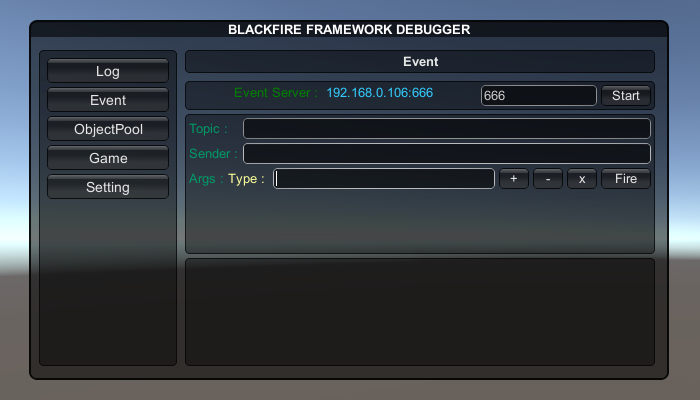 BLACKFIRE FRAMEWORK DEBUGGER
Log
Event
ObjectPool
Game
Setting
Event
Event Server : 192.168.0.106:666 666 Start
Topic :
Sender :
Args : Type : + - x Fire